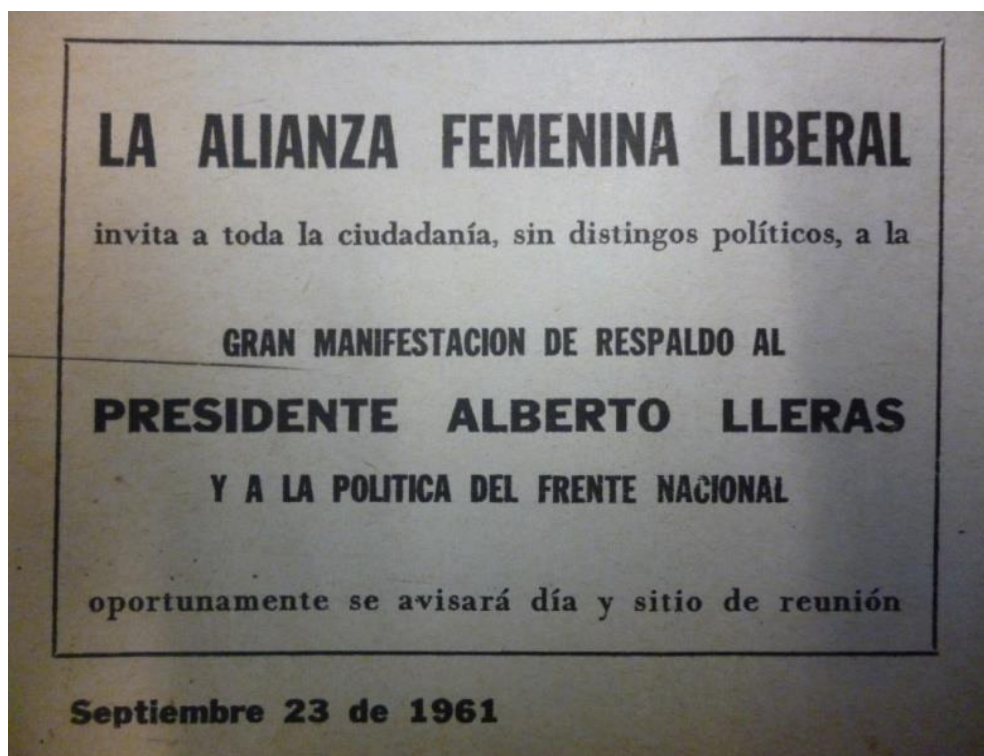 LA ALIANZA FEMENINA LIBERAL
invita a toda la ciudadanía, sin distingos políticos, a la
GRAN MANIFESTACION DE RESPALDO AL
PRESIDENTE ALBERTO LLERAS
Y A LA POLITICA DEL FRENTE NACIONAL
oportunamente se avisará día y sitio de reunión
Septiembre 23 de 1961